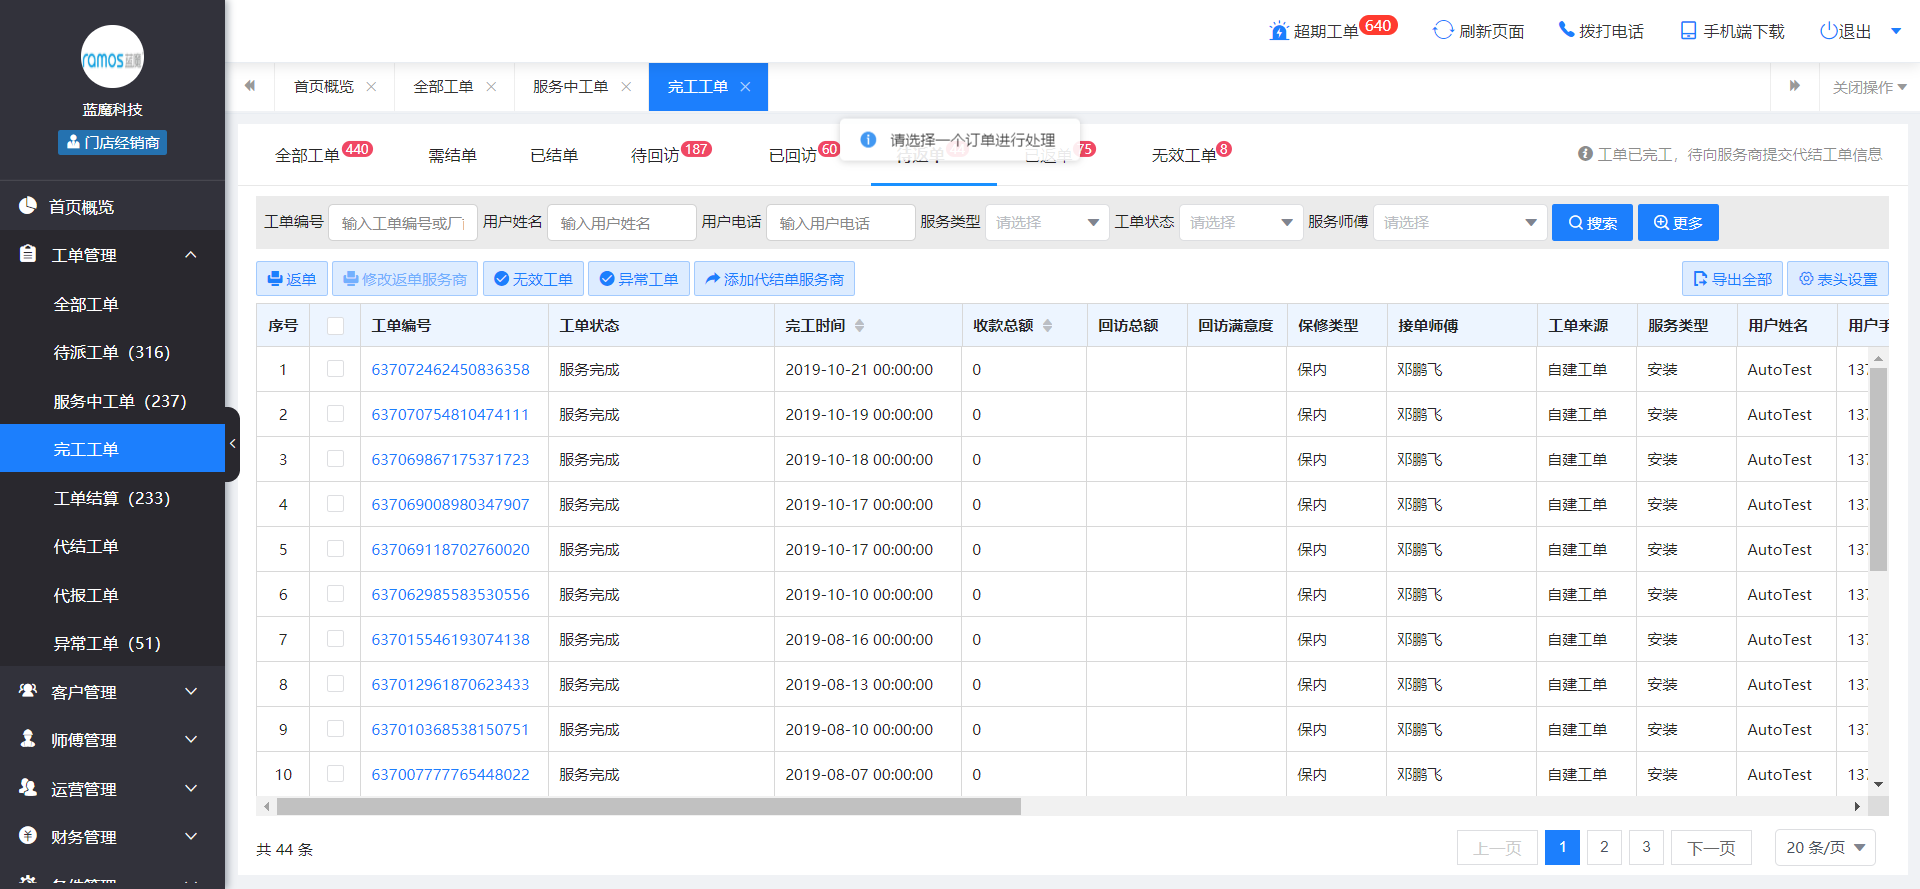 ramos蓝魔
蓝魔科技
门店经销商
首页概览
工单管理
全部工单
待派工单（316）
服务中工单（237）
完工工单
工单结算（233）
代结工单
代报工单
异常工单（51）
客户管理
师傅管理
运营管理
财务管理
超期工单 640 刷新页面 拨打电话 手机端下载 退出
首页概览 全部工单 服务中工单 完工工单 关闭操作
请选择一个订单进行处理
全部工单 440 需结单 已结单 待回访 187 已回访 60 待返单 已返单 75 无效工单 8 工单已完工，待向服务商提交代结工单信息
工单编号 输入工单编号或厂 用户姓名 输入用户姓名 用户电话 输入用户电话 服务类型 请选择 工单状态 请选择 服务师傅 请选择 搜索 更多
返单 修改返单服务商 无效工单 异常工单 添加代结单服务商 导出全部 表头设置
序号 工单编号 工单状态 完工时间 收款总额 回访总额 回访满意度 保修类型 接单师傅 工单来源 服务类型 用户姓名 用户手
1 637072462450836358 服务完成 2019-10-21 00:00:00 0 保内 邓鹏飞 自建工单 安装 AutoTest 137
2 637070754810474111 服务完成 2019-10-19 00:00:00 0 保内 邓鹏飞 自建工单 安装 AutoTest 137
3 637069867175371723 服务完成 2019-10-18 00:00:00 0 保内 邓鹏飞 自建工单 安装 AutoTest 137
4 637069008980347907 服务完成 2019-10-17 00:00:00 0 保内 邓鹏飞 自建工单 安装 AutoTest 137
5 637069118702760020 服务完成 2019-10-17 00:00:00 0 保内 邓鹏飞 自建工单 安装 AutoTest 137
6 637062985583530556 服务完成 2019-10-10 00:00:00 0 保内 邓鹏飞 自建工单 安装 AutoTest 137
7 637015546193074138 服务完成 2019-08-16 00:00:00 0 保内 邓鹏飞 自建工单 安装 AutoTest 137
8 637012961870623433 服务完成 2019-08-13 00:00:00 0 保内 邓鹏飞 自建工单 安装 AutoTest 137
9 637010368538150751 服务完成 2019-08-10 00:00:00 0 保内 邓鹏飞 自建工单 安装 AutoTest 137
10 637007777765448022 服务完成 2019-08-07 00:00:00 0 保内 邓鹏飞 自建工单 安装 AutoTest 137
共 44 条 上一页 1 2 3 下一页 20 条/页